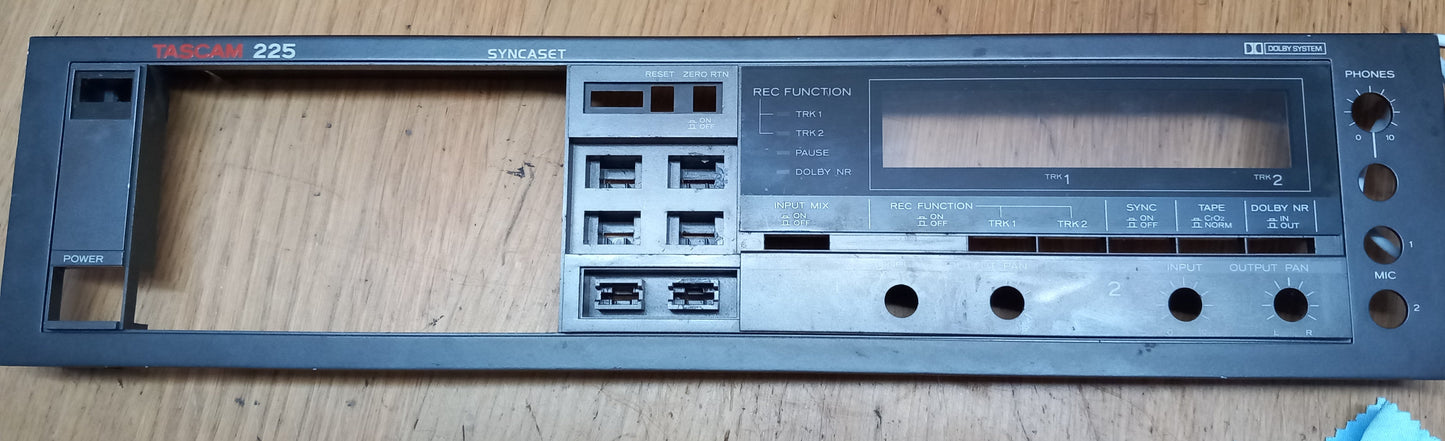 TASCAM 225
SYNCASET
DOLBY SYSTEM
RESET ZERO RTN
ON
OFF
POWER
REC FUNCTION
TRK 1
TRK 2
PAUSE
DOLBY NR
TRK 1
TRK 2
INPUT MIX
ON
OFF
REC FUNCTION
ON
OFF
TRK 1
TRK 2
SYNC
ON
OFF
TAPE
CrO2
NORM
DOLBY NR
IN
OUT
PAN
2
INPUT
OUTPUT PAN
L R
PHONES
0 10
1
MIC
2